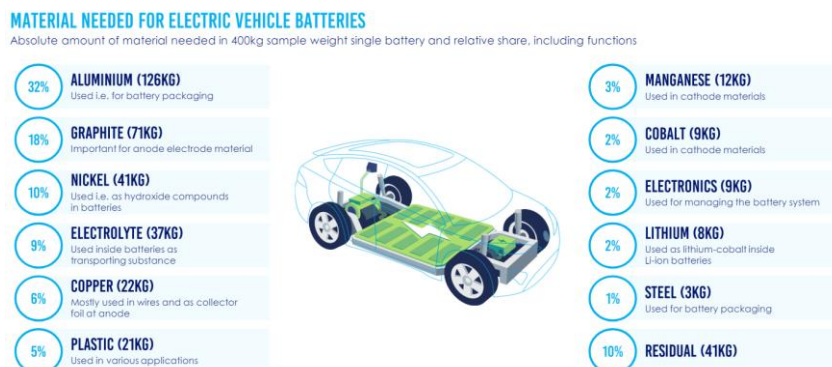 MATERIAL NEEDED FOR ELECTRIC VEHICLE BATTERIES
Absolute amount of material needed in 400kg sample weight single battery and relative share, including functions
32%
ALUMINIUM (126KG)
Used i.e. for battery packaging
18%
GRAPHITE (71KG)
Important for anode electrode material
10%
NICKEL (41KG)
Used i.e. as hydroxide compounds
in batteries
9%
ELECTROLYTE (37KG)
Used inside batteries as
transporting substance
6%
COPPER (22KG)
Mostly used in wires and as collector
foil at anode
5%
PLASTIC (21KG)
Used in various applications
3%
MANGANESE (12KG)
Used in cathode materials
2%
COBALT (9KG)
Used in cathode materials
2%
ELECTRONICS (9KG)
Used for managing the battery system
2%
LITHIUM (8KG)
Used as lithium-cobalt inside
Li-ion batteries
1%
STEEL (3KG)
Used for battery packaging
10%
RESIDUAL (41KG)